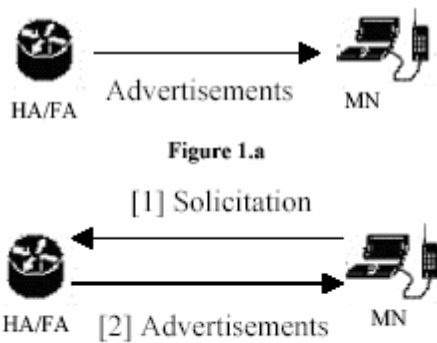 Advertisements
HA/FA MN
Figure 1.a
[1] Solicitation
HA/FA [2] Advertisements MN